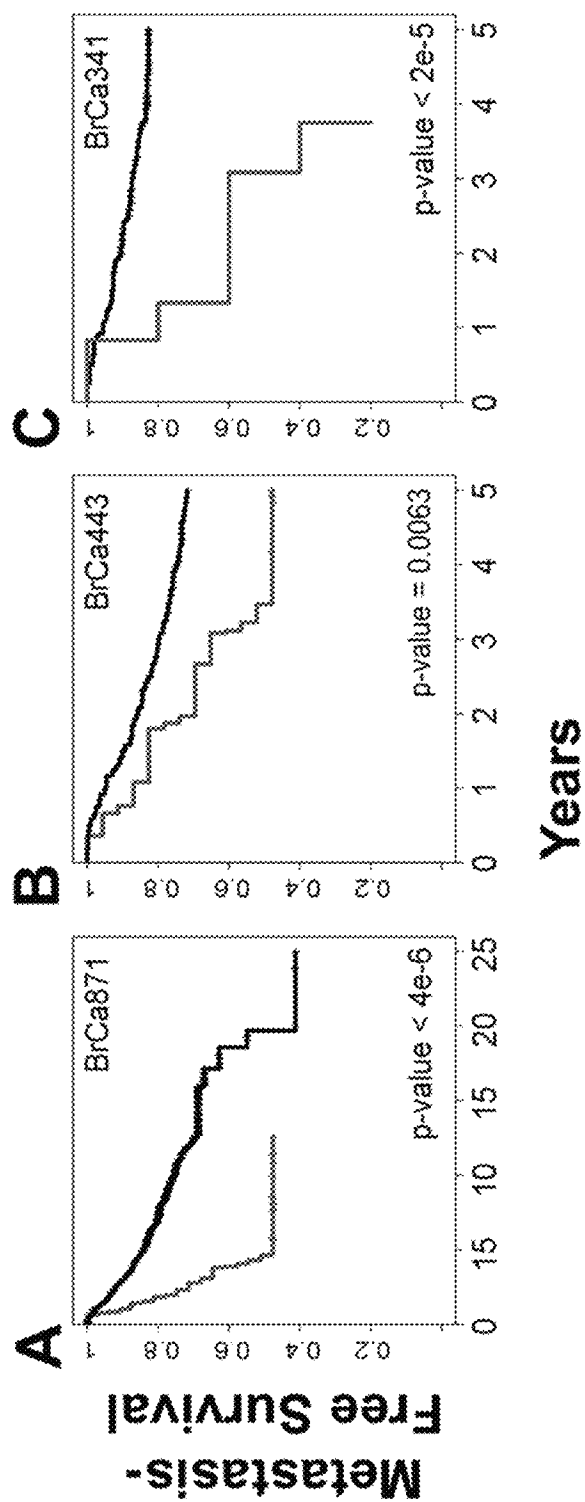 Metastasis-
Free Survival
A
BrCa871
1
0.8
0.6
0.4
0.2
p-value < 4e-6
0 15 10 15 20 25
B
BrCa443
1
0.8
0.6
0.4
0.2
p-value = 0.0063
0 1 2 3 4 5
C
BrCa341
1
0.8
0.6
0.4
0.2
p-value < 2e-5
0 1 2 3 4 5
Years